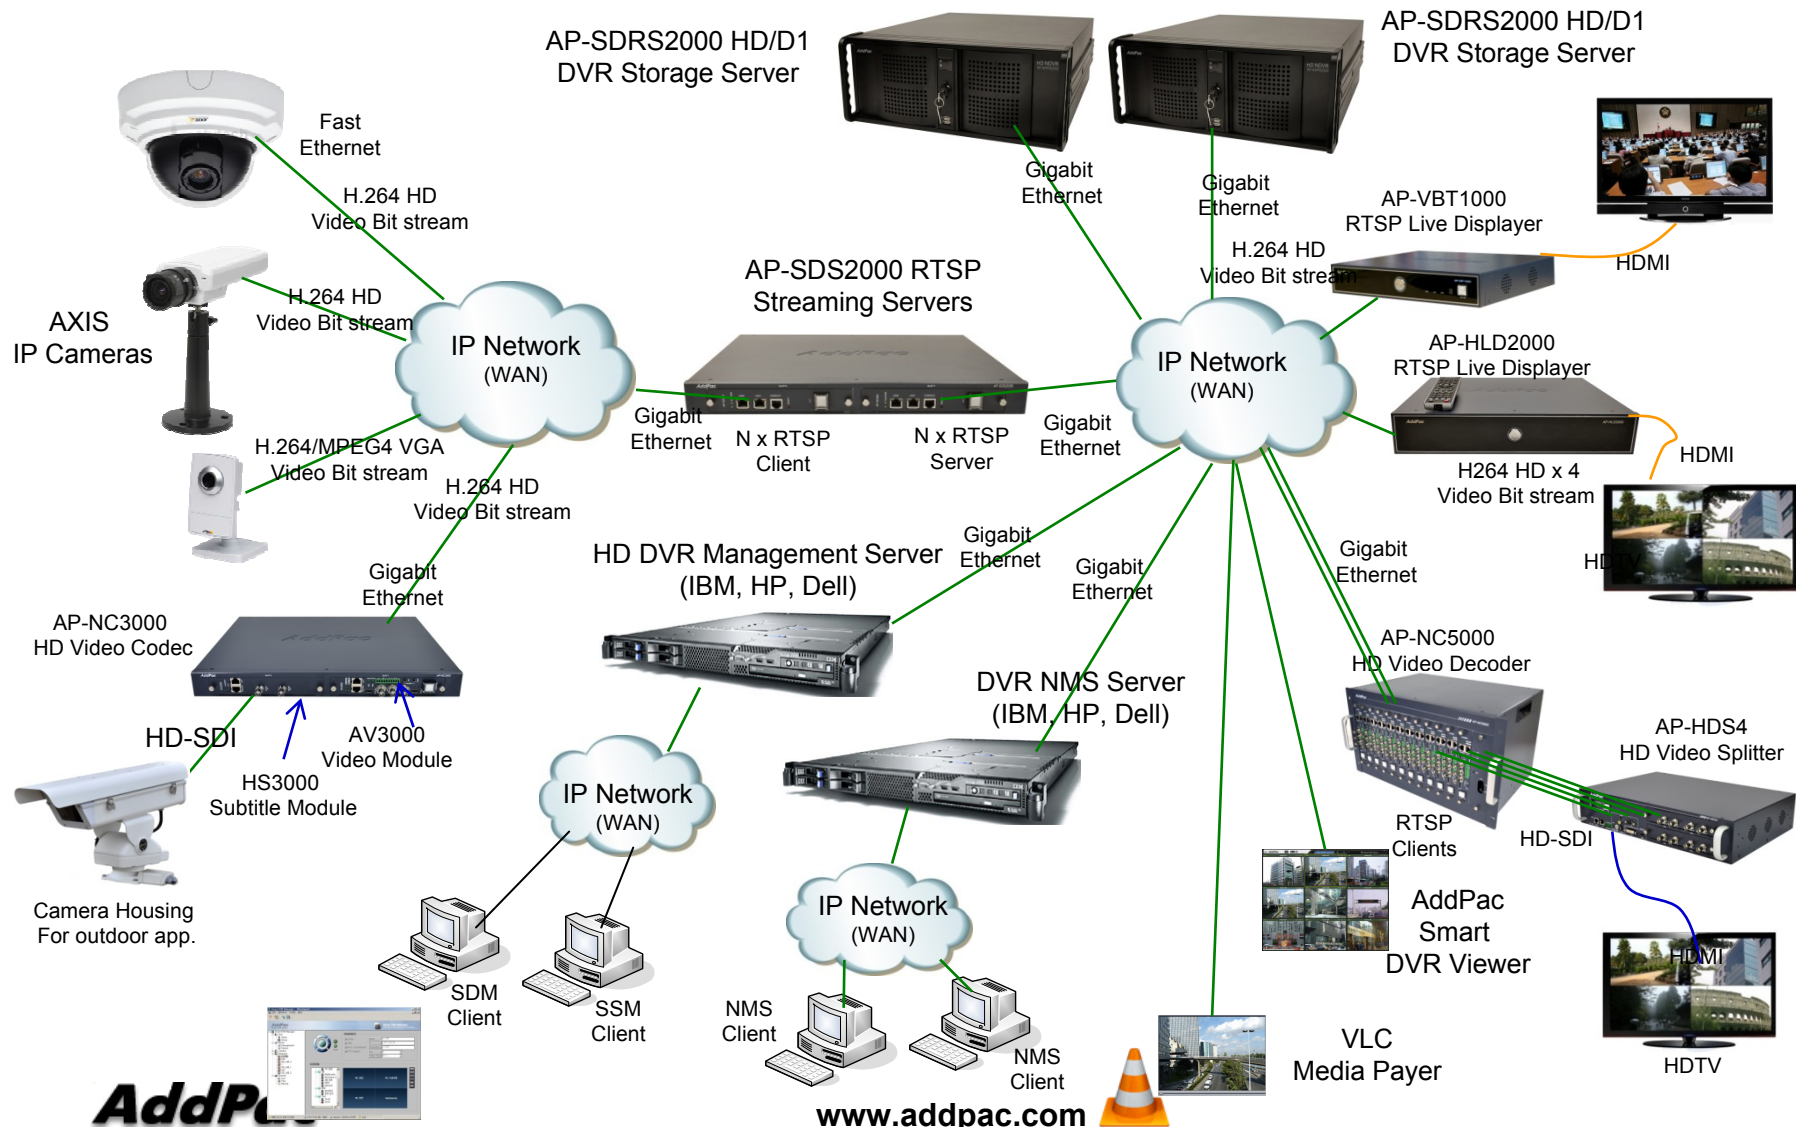 AP-SDRS2000 HD/D1
DVR Storage Server
AP-SDRS2000 HD/D1
DVR Storage Server
Fast
Ethernet
H.264 HD
Video Bit stream
AXIS
IP Cameras
H.264 HD
Video Bit stream
H.264/MPEG4 VGA
Video Bit stream
IP Network
(WAN)
AP-SDS2000 RTSP
Streaming Servers
AddPac
Gigabit
Ethernet
N x RTSP
Client
N x RTSP
Server
Gigabit
Ethernet
Gigabit
Ethernet
Gigabit
Ethernet
H.264 HD
Video Bit stream
IP Network
(WAN)
AP-VBT1000
RTSP Live Displayer
HDMI
AP-HLD2000
RTSP Live Displayer
HDMI
H264 HD x 4
Video Bit stream
HDTV
H.264 HD
Video Bit stream
Gigabit
Ethernet
AP-NC3000
HD Video Codec
AddPac
HD-SDI
AV3000
Video Module
HS3000
Subtitle Module
Camera Housing
For outdoor app.
HD DVR Management Server
(IBM, HP, Dell)
Gigabit
Ethernet
Gigabit
Ethernet
DVR NMS Server
(IBM, HP, Dell)
IP Network
(WAN)
SDM
Client
SSM
Client
IP Network
(WAN)
NMS
Client
NMS
Client
Gigabit
Ethernet
AP-NC5000
HD Video Decoder
AP-HDS4
HD Video Splitter
RTSP
Clients
HD-SDI
AddPac
Smart
DVR Viewer
HDMI
HDTV
VLC
Media Payer
AddPac
www.addpac.com